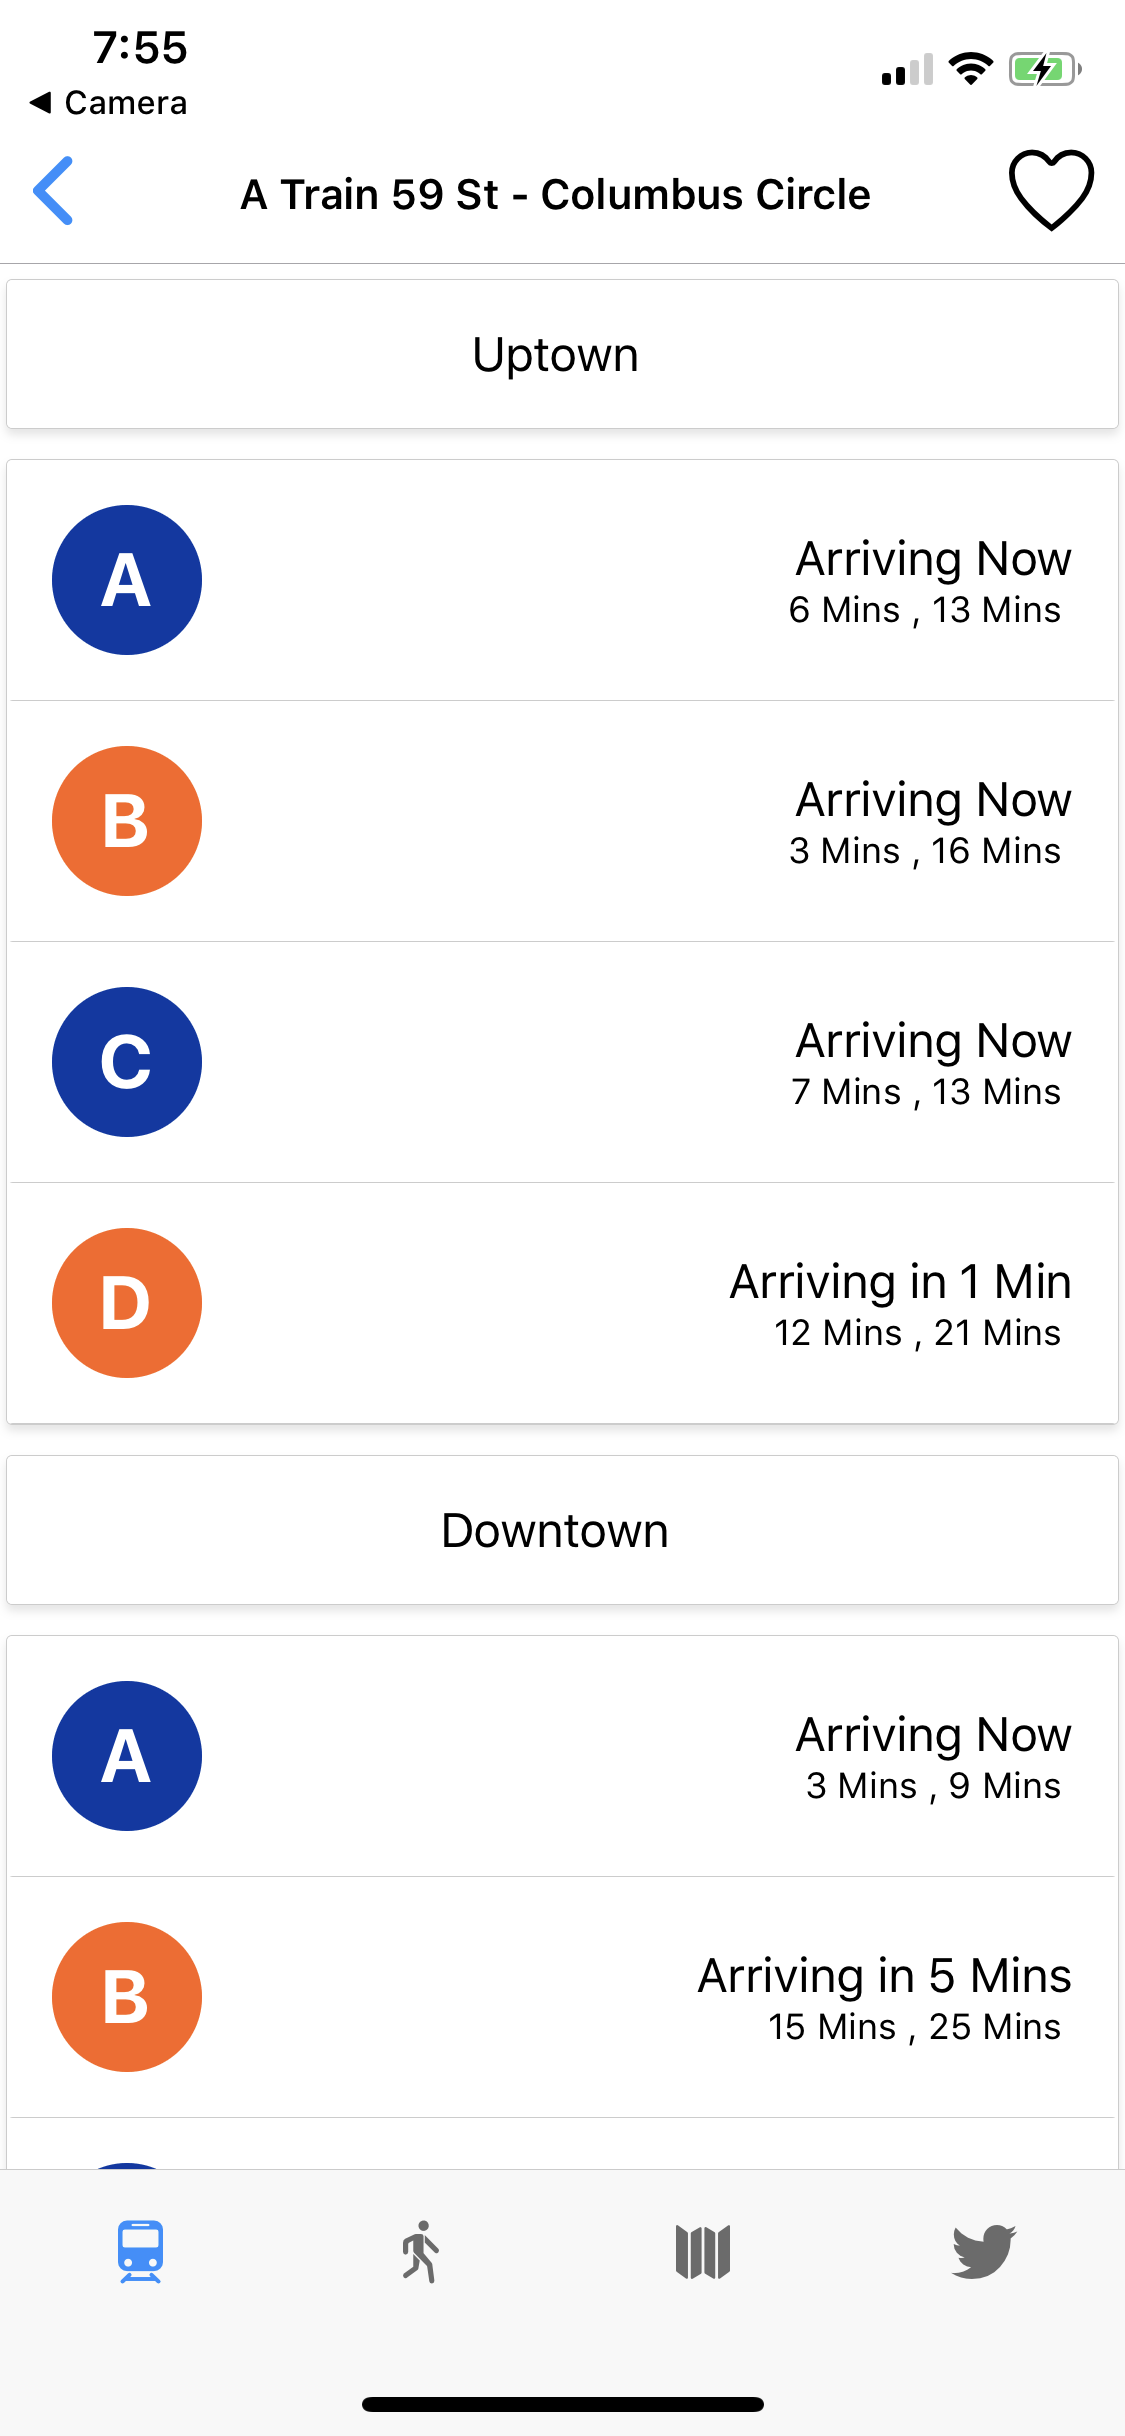 7:55
◀ Camera
A Train 59 St - Columbus Circle
Uptown
A
Arriving Now
6 Mins , 13 Mins
B
Arriving Now
3 Mins , 16 Mins
C
Arriving Now
7 Mins , 13 Mins
D
Arriving in 1 Min
12 Mins , 21 Mins
Downtown
A
Arriving Now
3 Mins , 9 Mins
B
Arriving in 5 Mins
15 Mins , 25 Mins